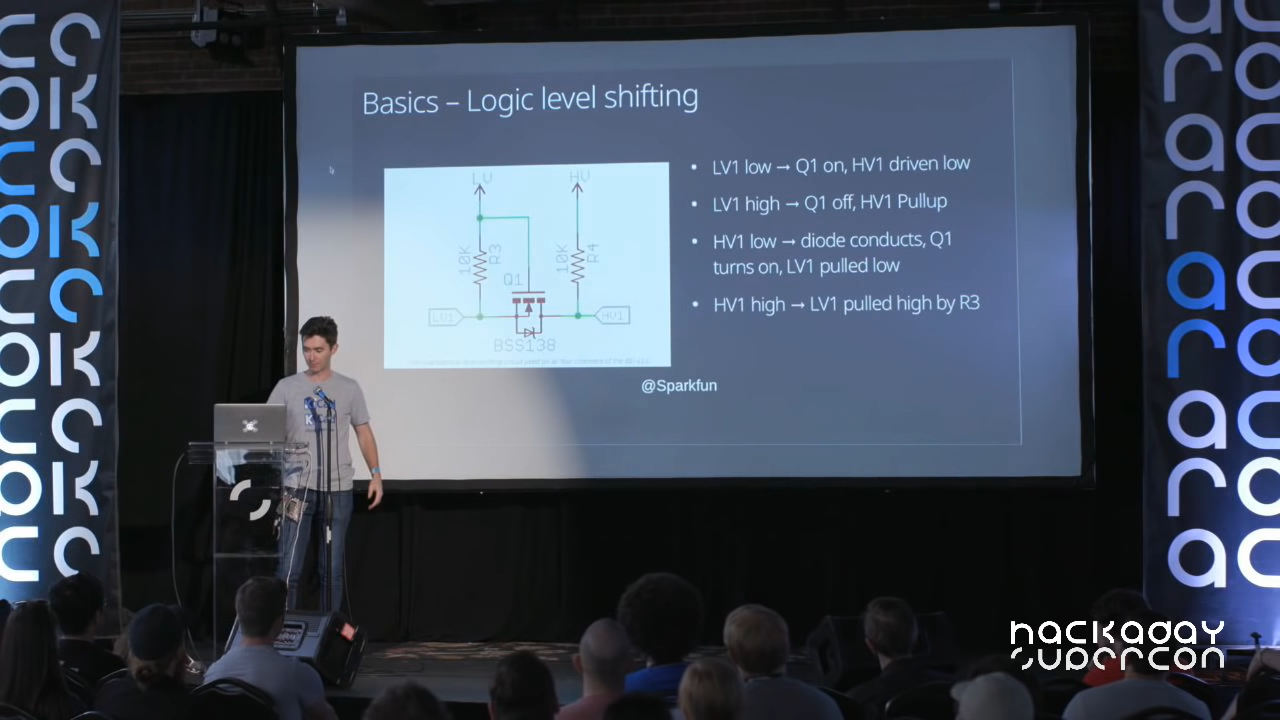 Basics – Logic level shifting
LV
HV
10K
R3
10K
R4
Q1
LV1
HV1
BSS138
• LV1 low → Q1 on, HV1 driven low
• LV1 high → Q1 off, HV1 Pullup
• HV1 low → diode conducts, Q1
turns on, LV1 pulled low
• HV1 high → LV1 pulled high by R3
@Sparkfun
hackaday
supercon